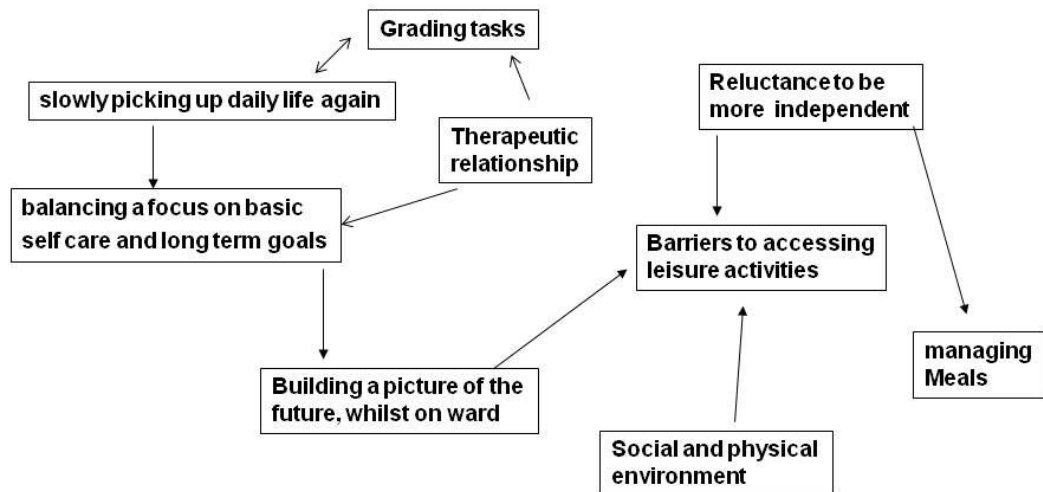 Grading tasks
slowly picking up daily life again
Reluctance to be
more independent
Therapeutic
relationship
balancing a focus on basic
self care and long term goals
Barriers to accessing
leisure activities
managing
Meals
Building a picture of the
future, whilst on ward
Social and physical
environment